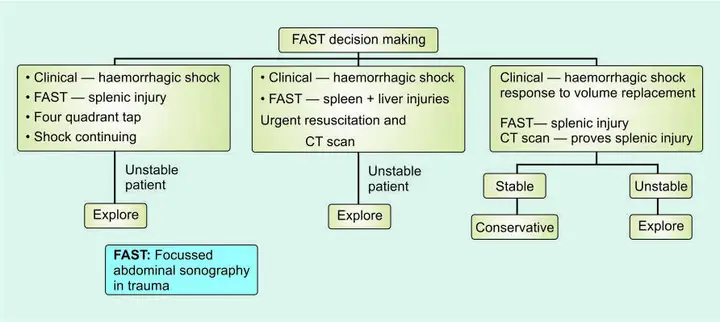 FAST decision making
• Clinical — haemorrhagic shock
• FAST — splenic injury
• Four quadrant tap
• Shock continuing
• Clinical — haemorrhagic shock
• FAST — spleen + liver injuries
Urgent resuscitation and
CT scan
Clinical — haemorrhagic shock
response to volume replacement
FAST— splenic injury
CT scan — proves splenic injury
Unstable
patient
Unstable
patient
Stable
Unstable
Explore
Explore
Conservative
Explore
FAST: Focussed
abdominal sonography
in trauma